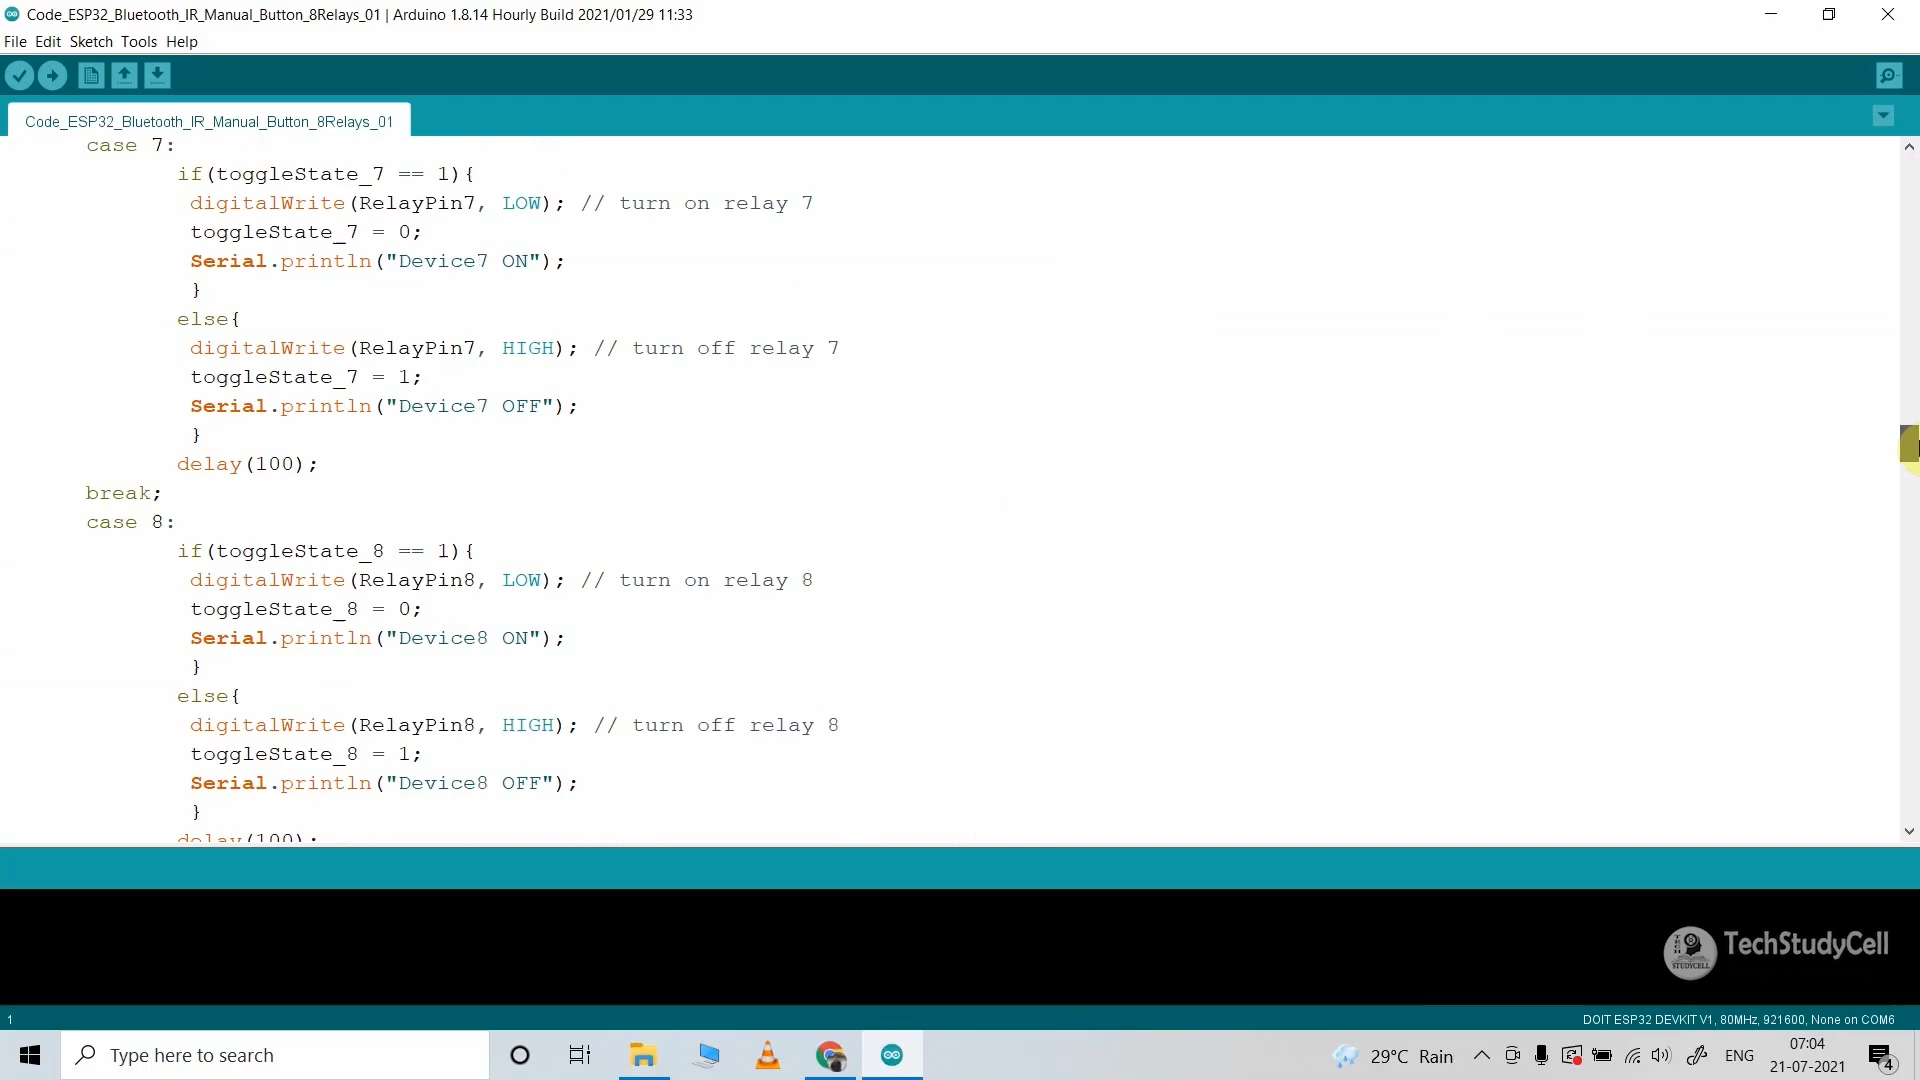 Code_ESP32_Bluetooth_IR_Manual_Button_8Relays_01 | Arduino 1.8.14 Hourly Build 2021/01/29 11:33
File Edit Sketch Tools Help
Code_ESP32_Bluetooth_IR_Manual_Button_8Relays_01
case 7:
if(toggleState_7 == 1){
digitalWrite(RelayPin7, LOW); // turn on relay 7
toggleState_7 = 0;
Serial.println("Device7 ON");
}
else{
digitalWrite(RelayPin7, HIGH); // turn off relay 7
toggleState_7 = 1;
Serial.println("Device7 OFF");
}
delay(100);
break;
case 8:
if(toggleState_8 == 1){
digitalWrite(RelayPin8, LOW); // turn on relay 8
toggleState_8 = 0;
Serial.println("Device8 ON");
}
else{
digitalWrite(RelayPin8, HIGH); // turn off relay 8
toggleState_8 = 1;
Serial.println("Device8 OFF");
}
delay(100);
TECH
STUDYCELL
TechStudyCell
1
DOIT ESP32 DEVKIT V1, 80MHz, 921600, None on COM6
Type here to search
29°C Rain
ENG
07:04
21-07-2021
4